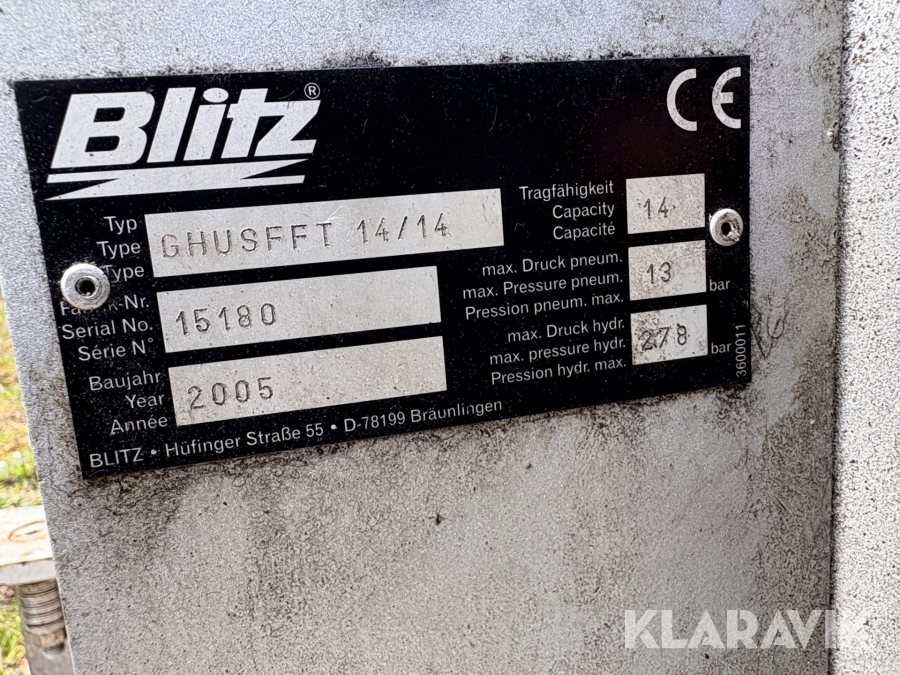 Blitz®
CE
Typ
Type
Type
GHUSFFT 14/14
-Nr.
Serial No.
Série N°
15180
Baujahr
Year
Année
2005
Tragfähigkeit
Capacity
Capacité
14
max. Druck pneum.
max. Pressure pneum.
Pression pneum. max.
13 bar
max. Druck hydr.
max. pressure hydr.
Pression hydr. max.
278 bar
3600011
BLITZ • Hüfinger Straße 55 • D-78199 Bräunlingen
KLARAVIK